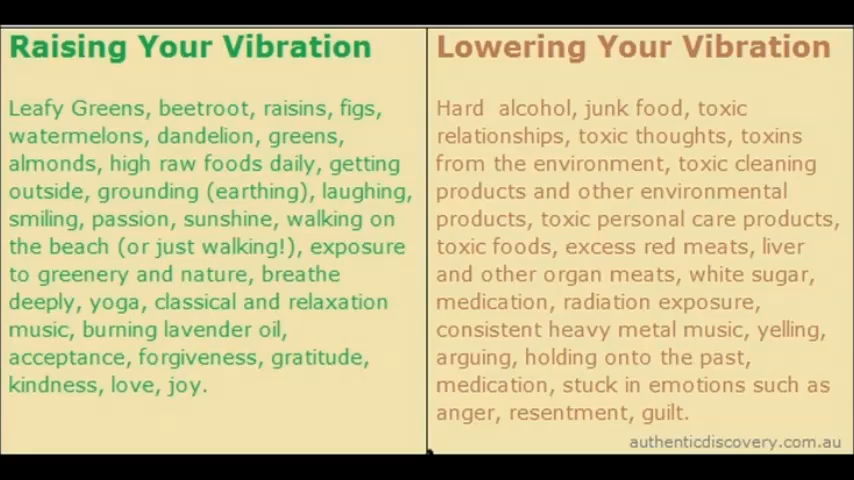 Raising Your Vibration
Leafy Greens, beetroot, raisins, figs,
watermelons, dandelion, greens,
almonds, high raw foods daily, getting
outside, grounding (earthing), laughing,
smiling, passion, sunshine, walking on
the beach (or just walking!), exposure
to greenery and nature, breathe
deeply, yoga, classical and relaxation
music, burning lavender oil,
acceptance, forgiveness, gratitude,
kindness, love, joy.
Lowering Your Vibration
Hard alcohol, junk food, toxic
relationships, toxic thoughts, toxins
from the environment, toxic cleaning
products and other environmental
products, toxic personal care products,
toxic foods, excess red meats, liver
and other organ meats, white sugar,
medication, radiation exposure,
consistent heavy metal music, yelling,
arguing, holding onto the past,
medication, stuck in emotions such as
anger, resentment, guilt.
authenticdiscovery.com.au